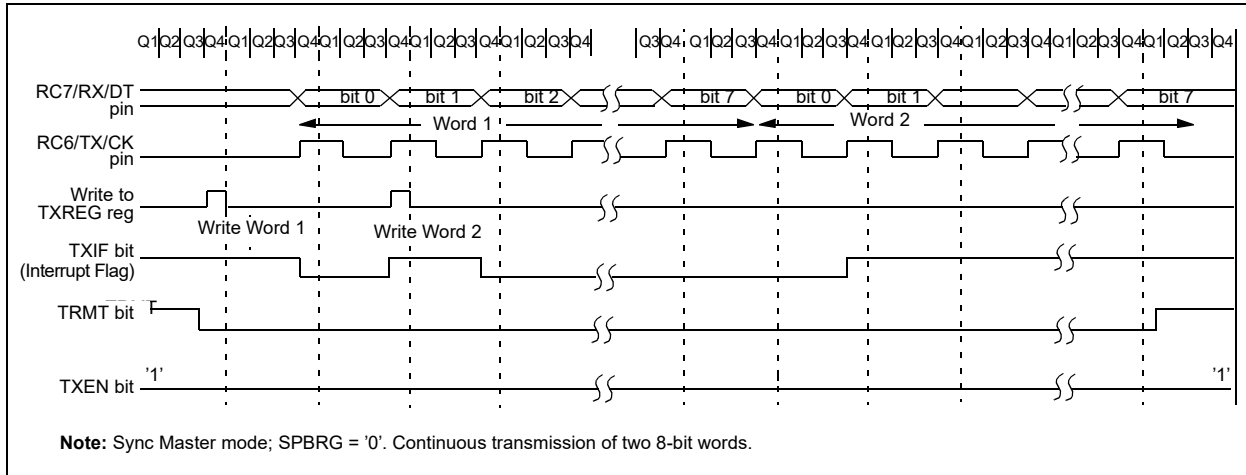 Q1 Q2 Q3 Q4 Q1 Q2 Q3 Q4 Q1 Q2 Q3 Q4 Q1 Q2 Q3 Q4 Q1 Q2 Q3 Q4 Q3 Q4 Q1 Q2 Q3 Q4 Q1 Q2 Q3 Q4 Q1 Q2 Q3 Q4 Q1 Q2 Q3 Q4 Q1 Q2 Q3 Q4 Q1 Q2 Q3 Q4
RC7/RX/DT
pin
bit 0 bit 1 bit 2 bit 7 bit 0 bit 1 bit 7
Word 1 Word 2
RC6/TX/CK
pin
Write to
TXREG reg
Write Word 1 Write Word 2
TXIF bit
(Interrupt Flag)
TRMT bit
TXEN bit '1' '1'
Note: Sync Master mode; SPBRG = '0'. Continuous transmission of two 8-bit words.